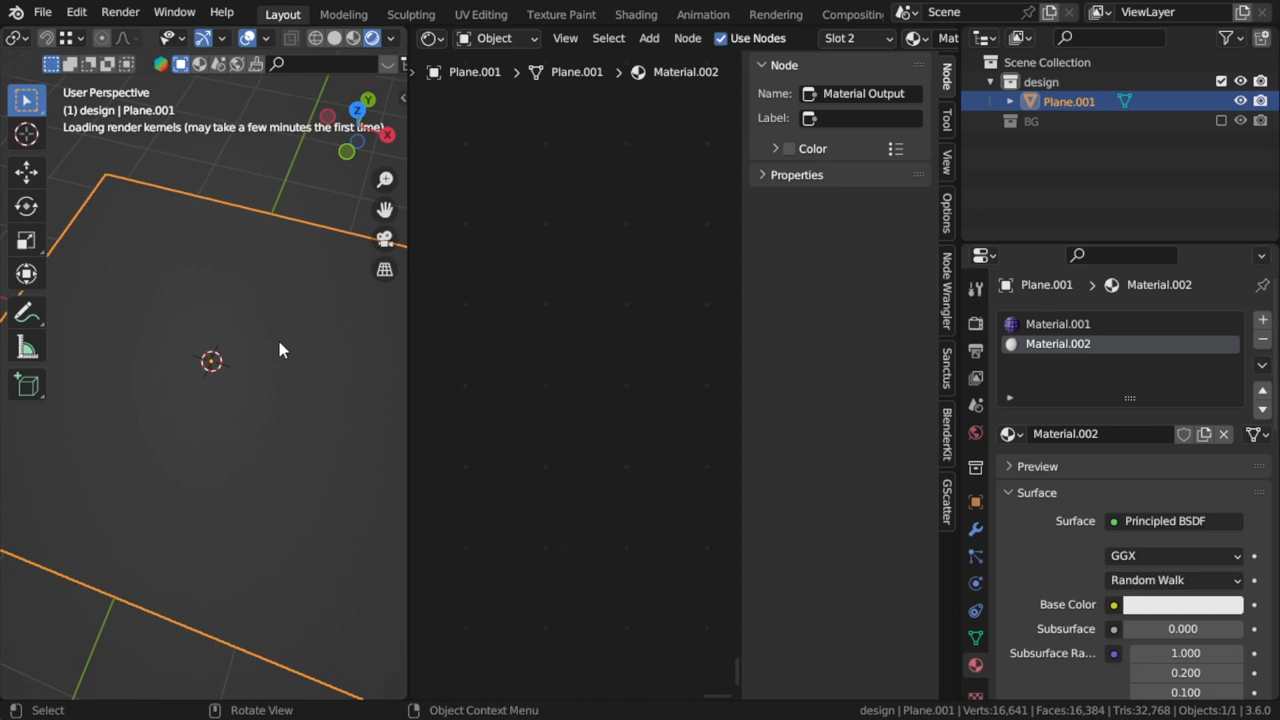 File Edit Render Window Help Layout Modeling Sculpting UV Editing Texture Paint Shading Animation Rendering Compositin Scene ViewLayer
Object View Select Add Node Use Nodes Slot 2 Mat
Plane.001 Plane.001 Material.002
User Perspective
(1) design | Plane.001
Loading render kernels (may take a few minutes the first time)
Z
Y
X
Node
Name: Material Output
Label:
Color
Properties
Node
Tool
View
Options
Node Wrangler
Sanctus
BlenderKit
GScatter
Scene Collection
design
Plane.001
BG
Plane.001 Material.002
Material.001
Material.002
Material.002
Preview
Surface
Surface Principled BSDF
GGX
Random Walk
Base Color
Subsurface 0.000
Subsurface Ra... 1.000
0.200
0.100
Select Rotate View Object Context Menu design | Plane.001 | Verts:16,641 | Faces:16,384 | Tris:32,768 | Objects:1/1 | 3.6.0